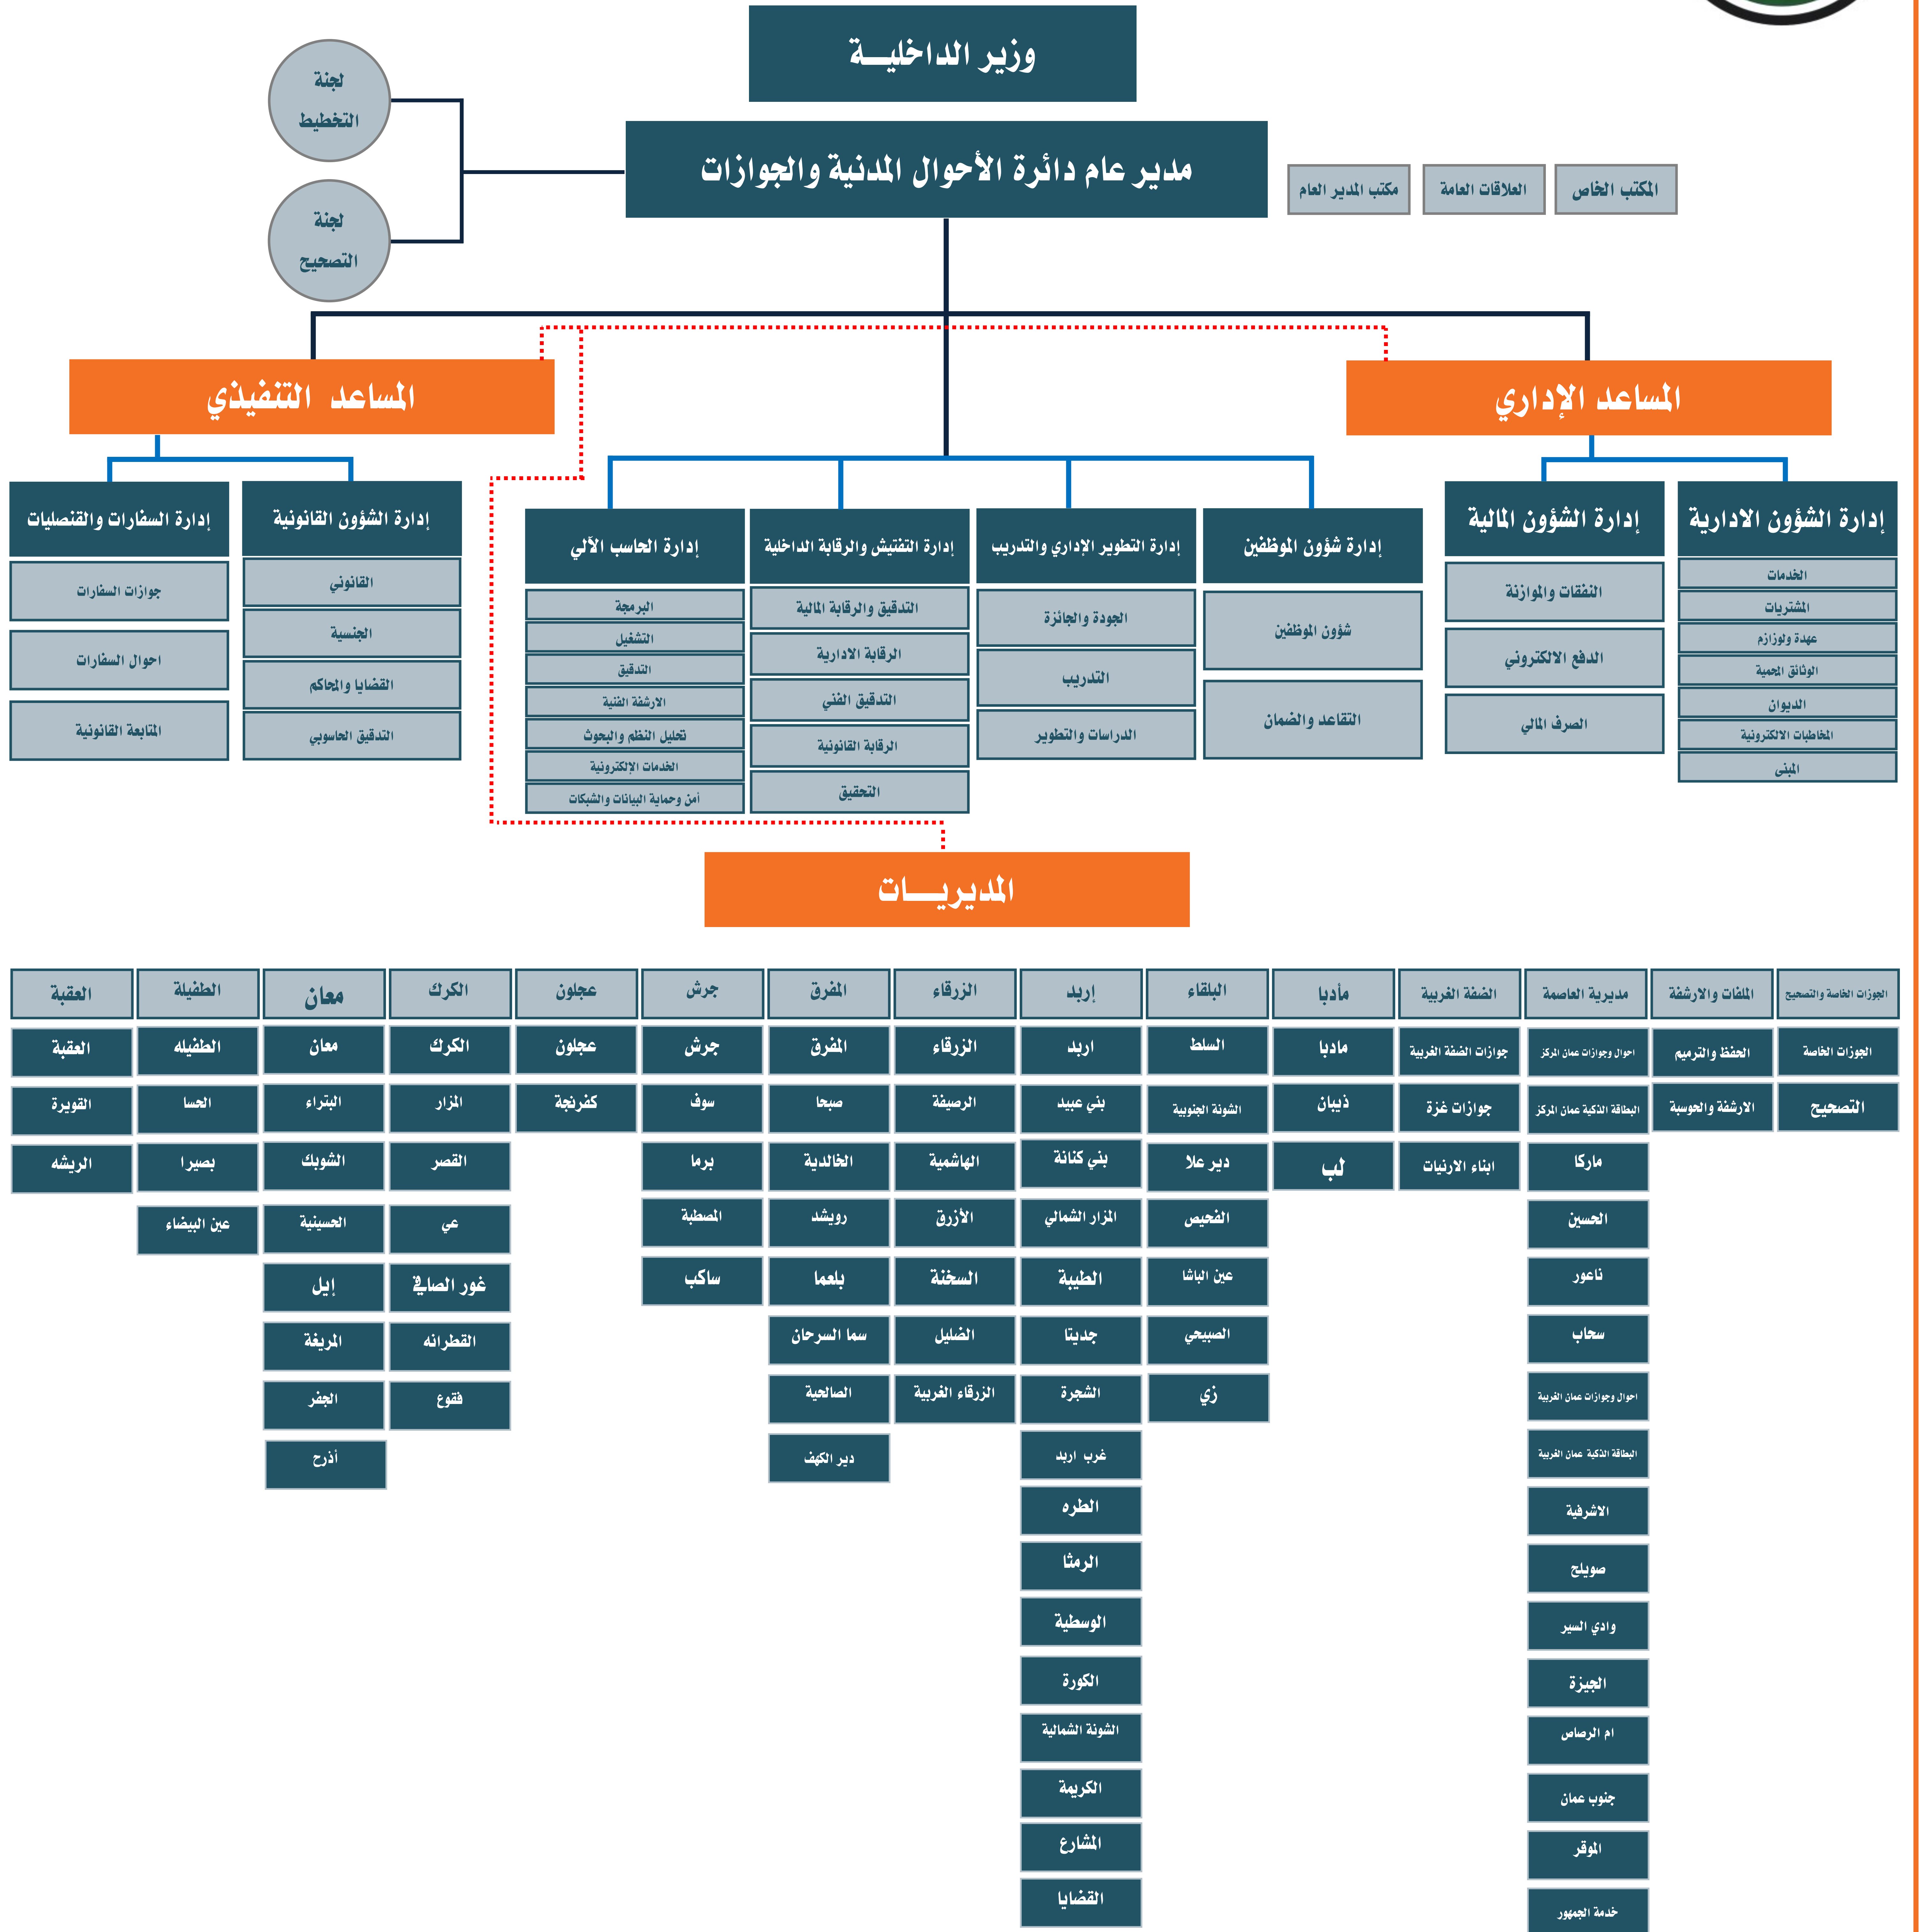 وزير الداخليـــة
لجنة
التخطيط
مدير عام دائرة الأحوال المدنية والجوازات
المكتب الخاص
العلاقات العامة
مكتب المدير العام
لجنة
التصحيح
المساعد الإداري
المساعد التنفيذي
إدارة الشؤون الادارية
الخدمات
المشتريات
عهدة ولوزازم
الوثائق المحمية
الديوان
المخاطبات الالكترونية
المبنى
إدارة الشؤون المالية
النفقات والموازنة
الدفع الالكتروني
الصرف المالي
إدارة شؤون الموظفين
شؤون الموظفين
التقاعد والضمان
إدارة التطوير الإداري والتدريب
الجودة والجائزة
التدريب
الدراسات والتطوير
إدارة التفتيش والرقابة الداخلية
التدقيق والرقابة المالية
الرقابة الادارية
التدقيق الفني
الرقابة القانونية
التحقيق
إدارة الحاسب الآلي
البرمجة
التشغيل
التدقيق
الارشفة الفنية
تحليل النظم والبحوث
الخدمات الإلكترونية
أمن وحماية البيانات والشبكات
إدارة الشؤون القانونية
القانوني
الجنسية
القضايا والمحاكم
التدقيق الحاسوبي
إدارة السفارات والقنصليات
جوازات السفارات
احوال السفارات
المتابعة القانونية
المديريـــات
الجوزات الخاصة والتصحيح
الجوزات الخاصة
التصحيح
الملفات والارشفة
الحفظ والترميم
الارشفة والحوسبة
مديرية العاصمة
احوال وجوازات عمان المركز
البطاقة الذكية عمان المركز
ماركا
الحسين
ناعور
سحاب
احوال وجوازات عمان الغربية
البطاقة الذكية عمان الغربية
الاشرفية
صويلح
وادي السير
الجيزة
ام الرصاص
جنوب عمان
الموقر
خدمة الجمهور
الضفة الغربية
جوازات الضفة الغربية
جوازات غزة
ابناء الارنيات
مأدبا
مادبا
ذيبان
لب
البلقاء
السلط
الشونة الجنوبية
دير علا
الفحيص
عين الباشا
الصبيحي
زي
إربد
اربد
بني عبيد
بني كنانة
المزار الشمالي
الطيبة
جديتا
الشجرة
غرب اربد
الطره
الرمثا
الوسطية
الكورة
الشونة الشمالية
الكريمة
المشارع
القضايا
الزرقاء
الزرقاء
الرصيفة
الهاشمية
الأزرق
السخنة
الضليل
الزرقاء الغربية
المفرق
المفرق
صبحا
الخالدية
رويشد
بلعما
سما السرحان
الصالحية
دير الكهف
جرش
جرش
سوف
برما
المصطبة
ساكب
عجلون
عجلون
كفرنجة
الكرك
الكرك
المزار
القصر
عي
غور الصافي
القطرانه
فقوع
معان
معان
البتراء
الشوبك
الحسينية
إيل
المريغة
الجفر
أذرح
الطفيلة
الطفيله
الحسا
بصيرا
عين البيضاء
العقبة
العقبة
القويرة
الريشه